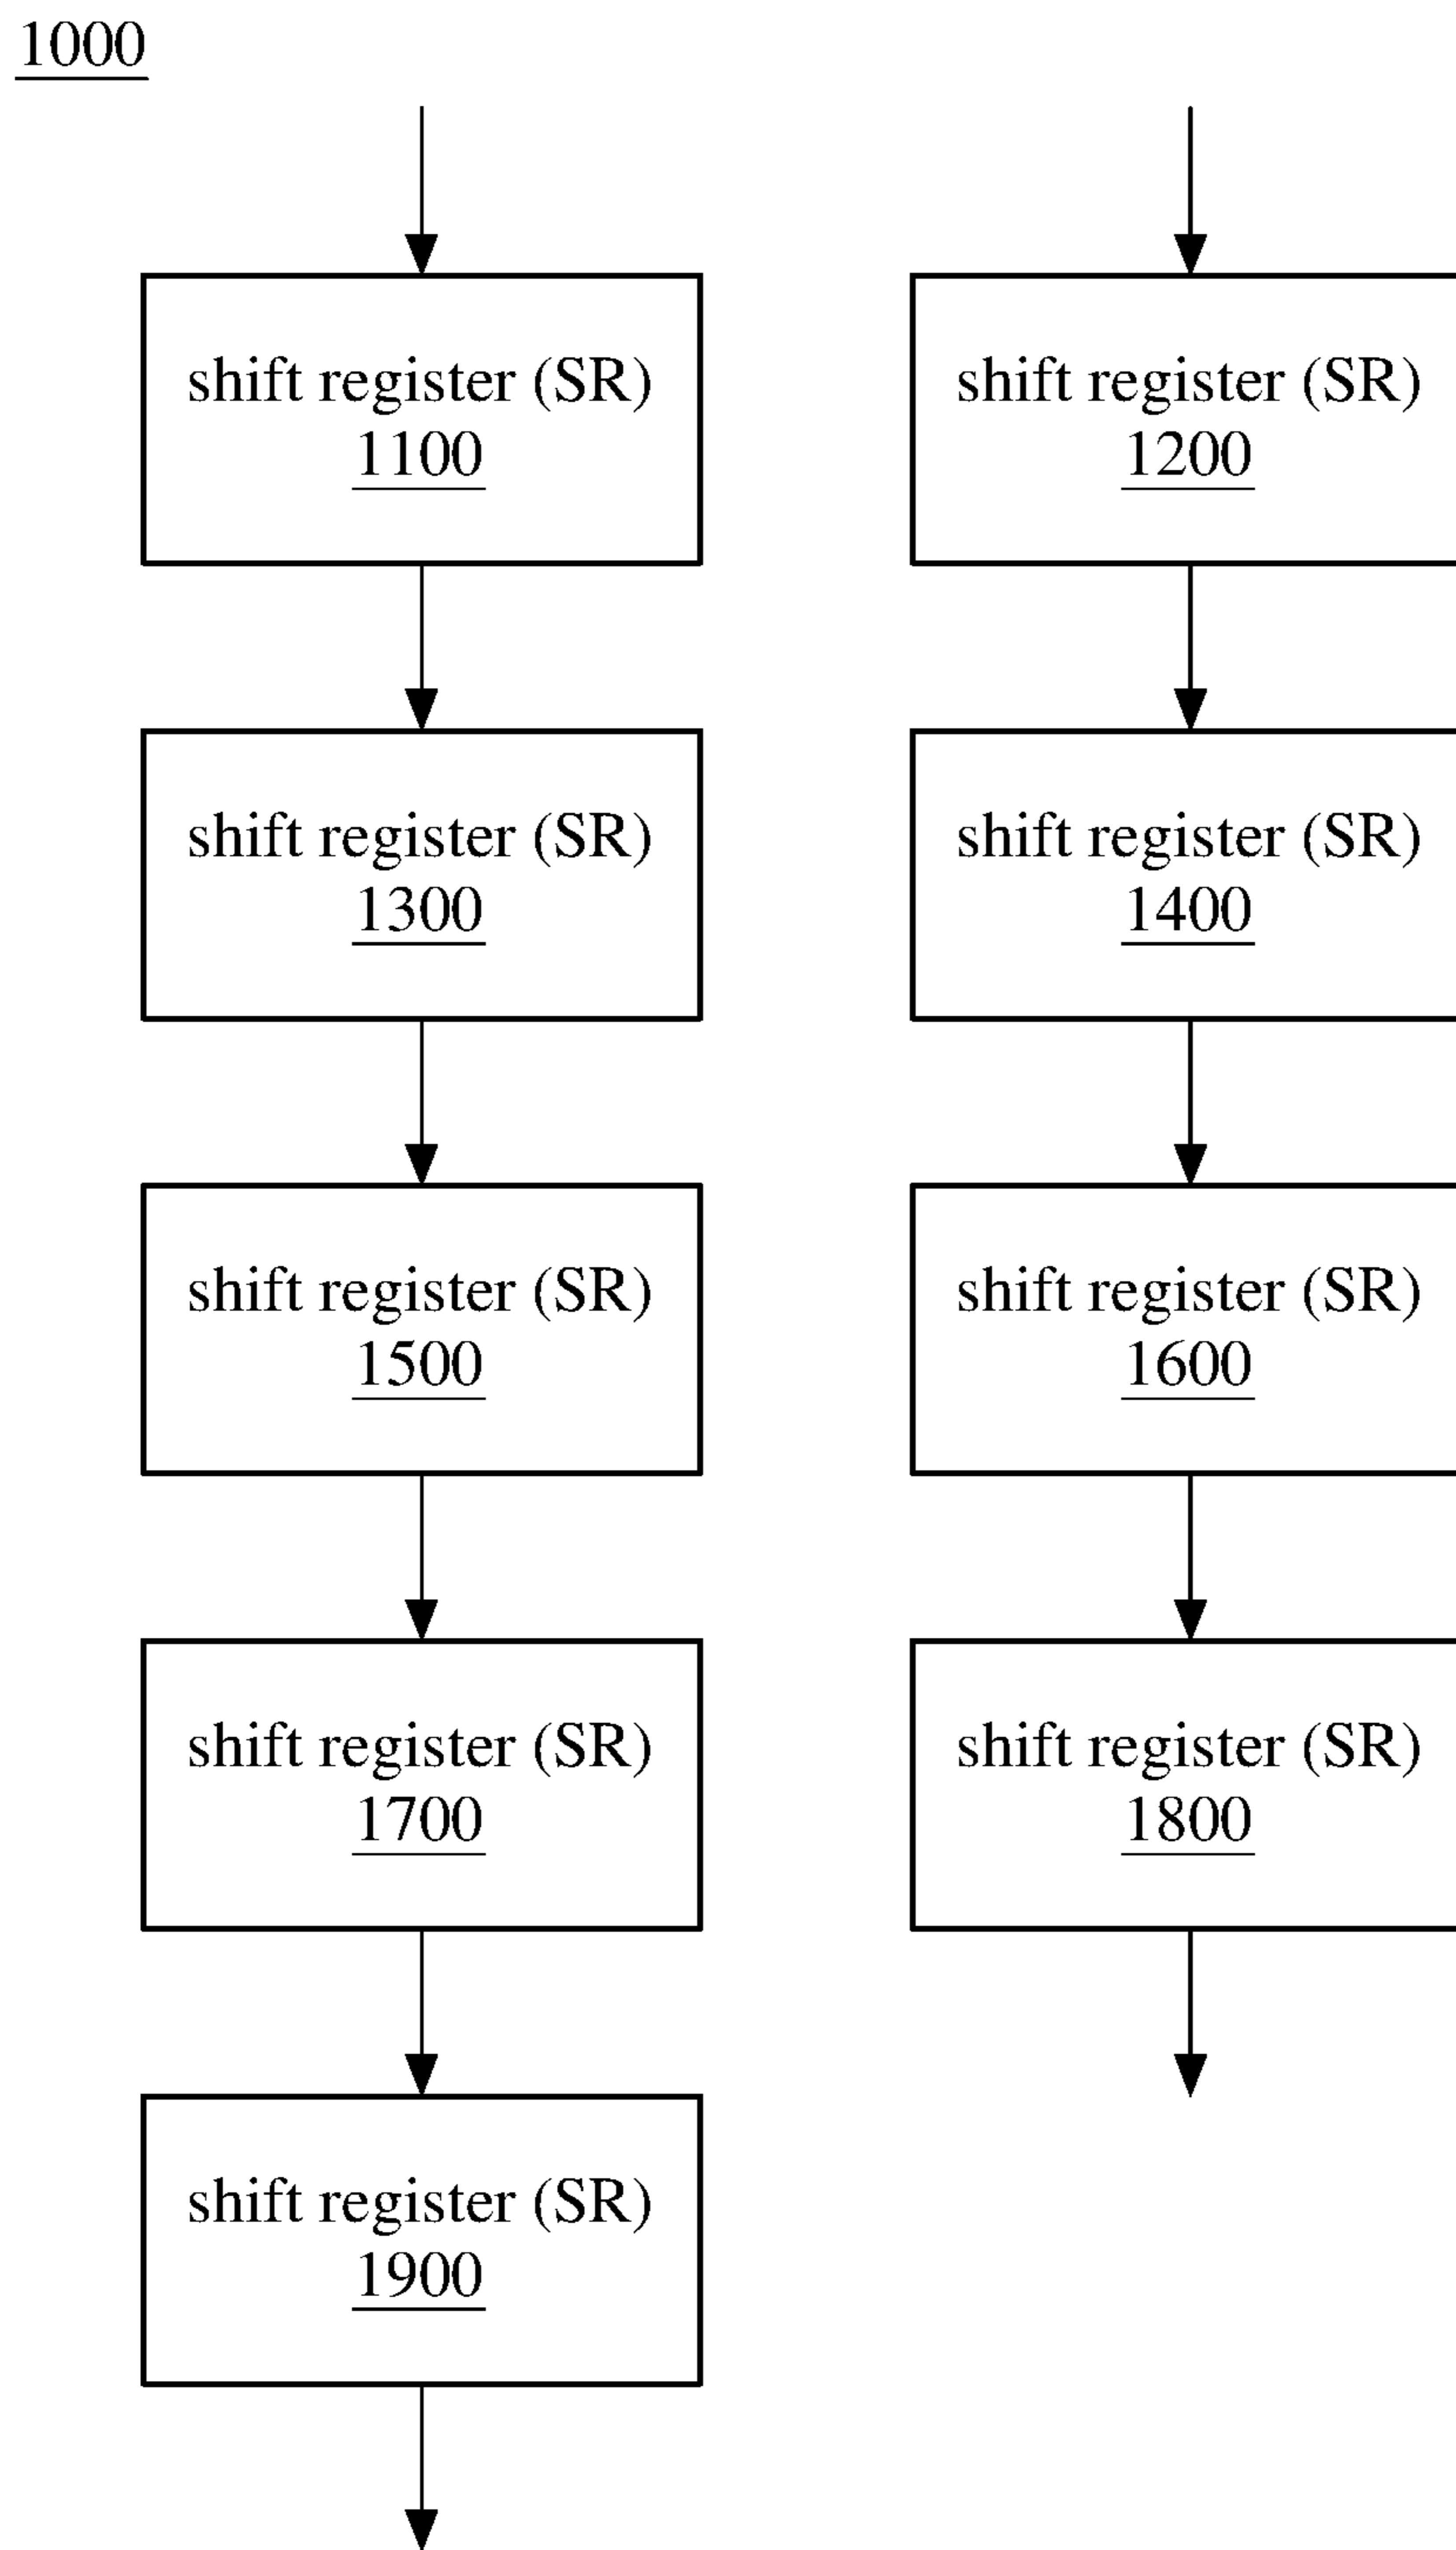 1000
shift register (SR)
1100
shift register (SR)
1200
shift register (SR)
1300
shift register (SR)
1400
shift register (SR)
1500
shift register (SR)
1600
shift register (SR)
1700
shift register (SR)
1800
shift register (SR)
1900